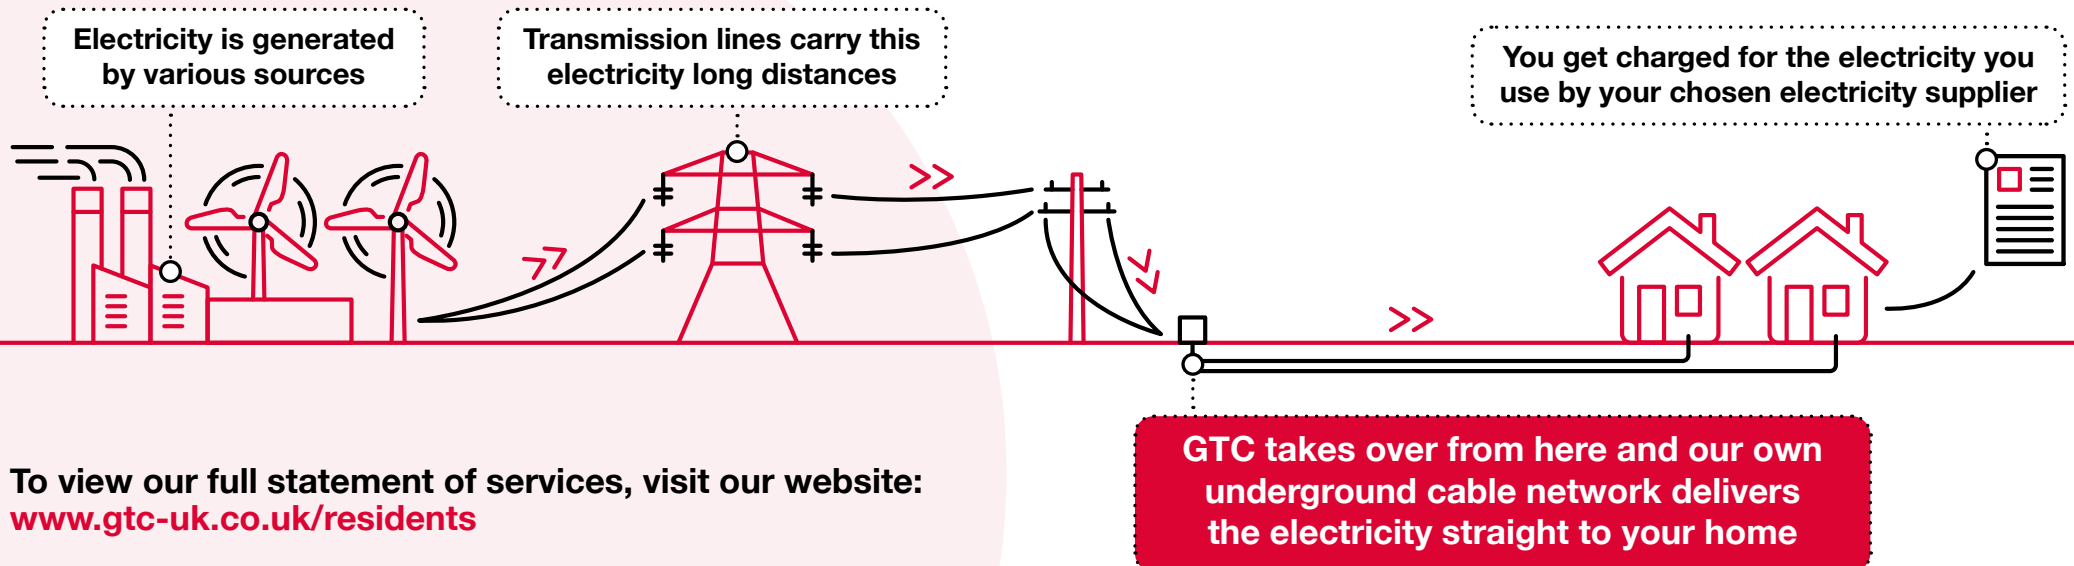 Electricity is generated
by various sources
Transmission lines carry this
electricity long distances
You get charged for the electricity you
use by your chosen electricity supplier
GTC takes over from here and our own
underground cable network delivers
the electricity straight to your home
To view our full statement of services, visit our website:
www.gtc-uk.co.uk/residents